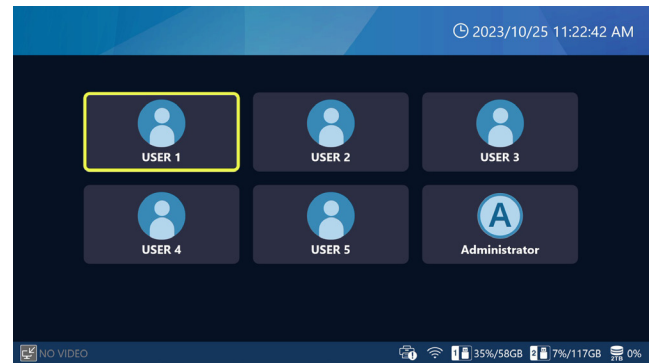 2023/10/25 11:22:42 AM
USER 1 USER 2 USER 3
USER 4 USER 5 A Administrator
NO VIDEO 1 35%/58GB 2 7%/117GB 2TB 0%